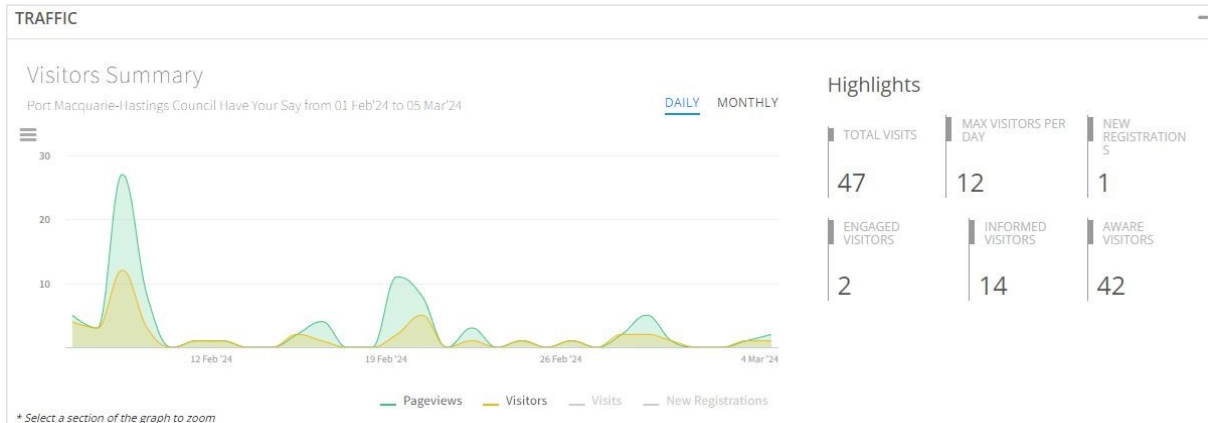 TRAFFIC
Visitors Summary
Port Macquarie-Hastings Council Have Your Say from 01 Feb'24 to 05 Mar'24
DAILY MONTHLY
30
20
10
12 Feb '24
19 Feb '24
26 Feb '24
4 Mar '24
Pageviews Visitors Visits New Registrations
* Select a section of the graph to zoom
Highlights
TOTAL VISITS
47
MAX VISITORS PER
DAY
12
NEW
REGISTRATION
S
1
ENGAGED
VISITORS
2
INFORMED
VISITORS
14
AWARE
VISITORS
42